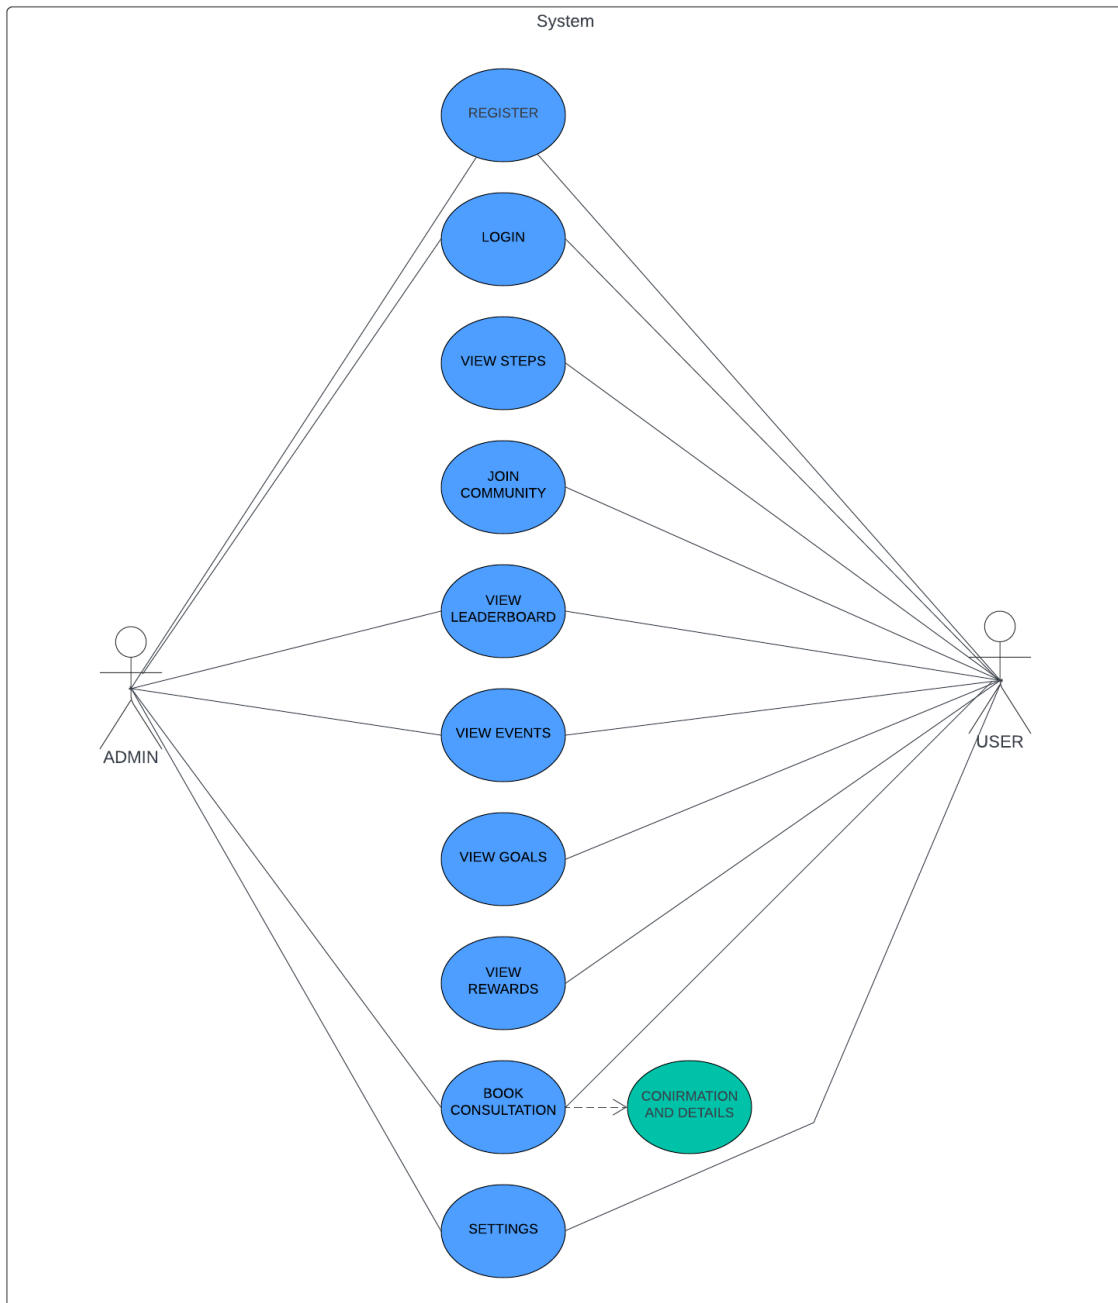 System
REGISTER
LOGIN
VIEW STEPS
JOIN
COMMUNITY
VIEW
LEADERBOARD
ADMIN
USER
VIEW EVENTS
VIEW GOALS
VIEW
REWARDS
BOOK
CONSULTATION
CONIRMATION
AND DETAILS
SETTINGS